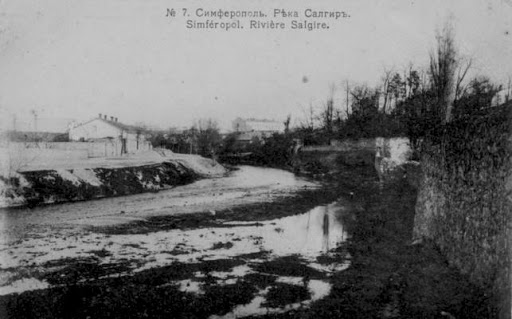 № 7. Симферополь. Рѣка Салгиръ.
Simféropol. Rivière Salgire.